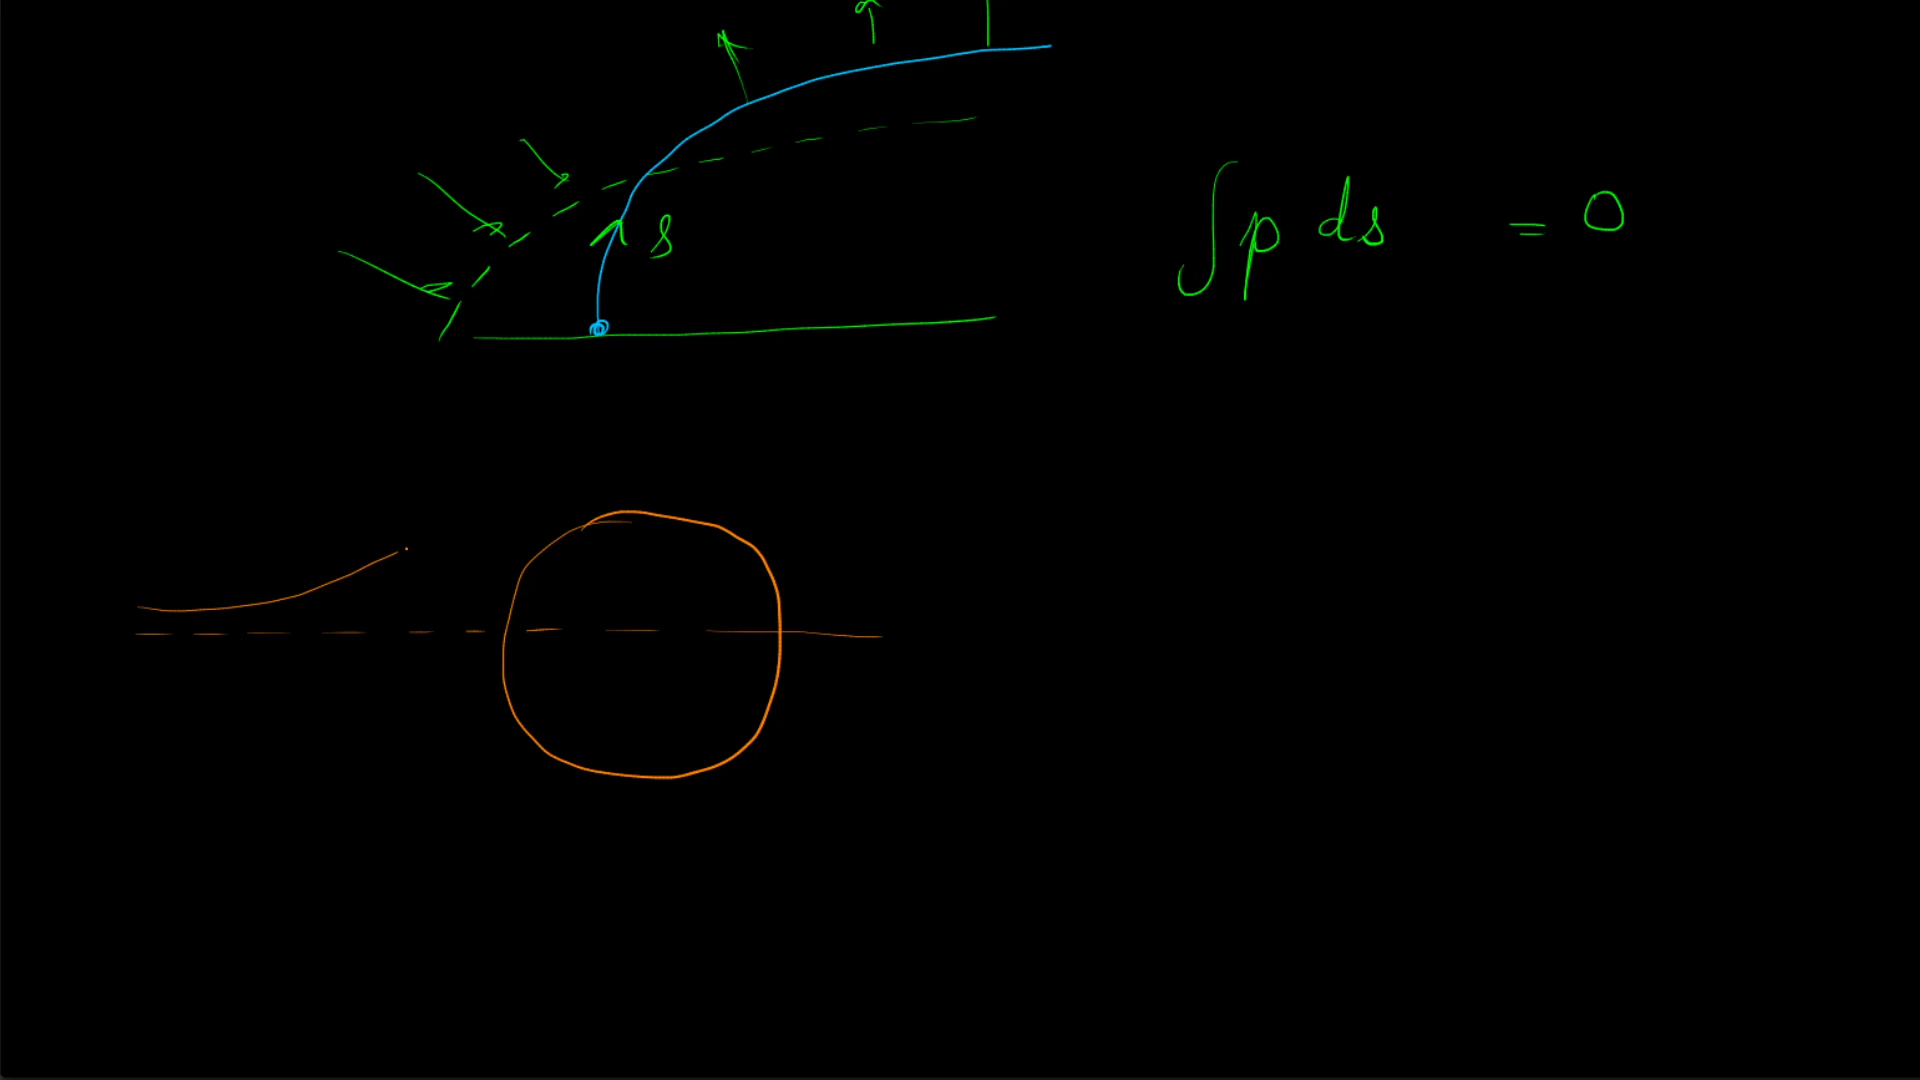 s
∫ p ds = 0